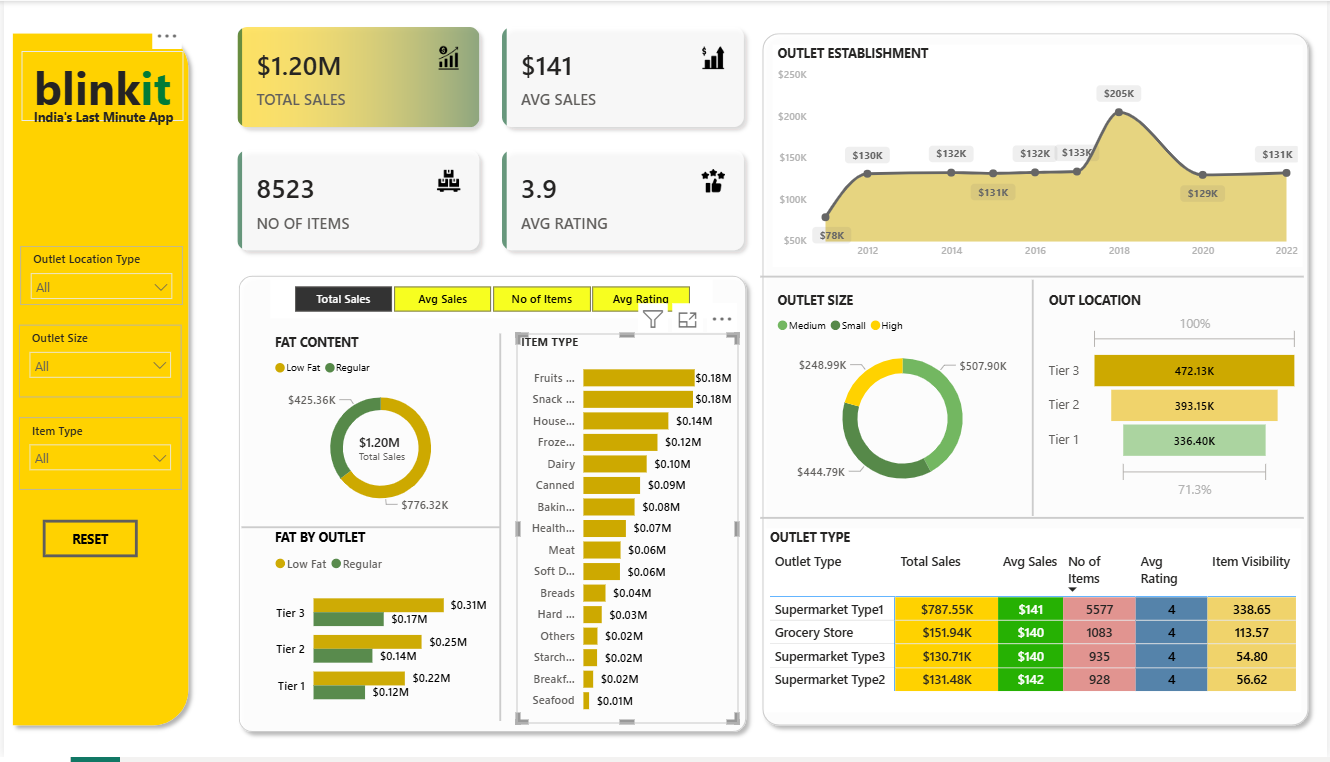 blinkit
India's Last Minute App
Outlet Location Type
All
Outlet Size
All
Item Type
All
RESET
$1.20M
TOTAL SALES
$141
AVG SALES
8523
NO OF ITEMS
3.9
AVG RATING
Total Sales
Avg Sales
No of Items
Avg Rating
FAT CONTENT
Low Fat
Regular
$425.36K
$1.20M
Total Sales
$776.32K
FAT BY OUTLET
Low Fat
Regular
Tier 3
$0.31M
$0.17M
Tier 2
$0.25M
$0.14M
Tier 1
$0.22M
$0.12M
ITEM TYPE
Fruits ...
$0.18M
Snack ...
$0.18M
House...
$0.14M
Froze...
$0.12M
Dairy
$0.10M
Canned
$0.09M
Bakin...
$0.08M
Health...
$0.07M
Meat
$0.06M
Soft D...
$0.06M
Breads
$0.04M
Hard ...
$0.03M
Others
$0.02M
Starch...
$0.02M
Breakf...
$0.02M
Seafood
$0.01M
OUTLET ESTABLISHMENT
$250K
$200K
$150K
$100K
$50K
$78K
$130K
$132K
$131K
$132K
$133K
$205K
$129K
$131K
2012
2014
2016
2018
2020
2022
OUTLET SIZE
Medium
Small
High
$248.99K
$507.90K
$444.79K
OUT LOCATION
100%
Tier 3
472.13K
Tier 2
393.15K
Tier 1
336.40K
71.3%
OUTLET TYPE
Outlet Type Total Sales Avg Sales No of Items Avg Rating Item Visibility
Supermarket Type1 $787.55K $141 5577 4 338.65
Grocery Store $151.94K $140 1083 4 113.57
Supermarket Type3 $130.71K $140 935 4 54.80
Supermarket Type2 $131.48K $142 928 4 56.62